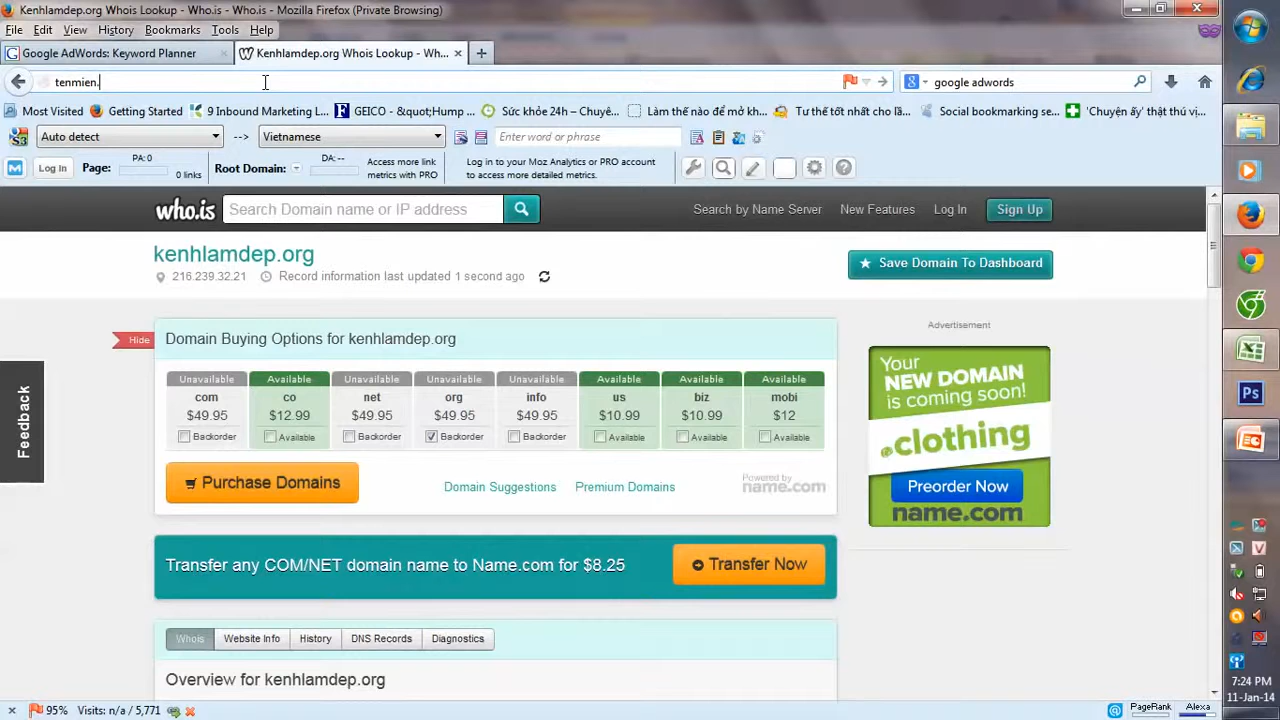 Kenhlamdep.org Whois Lookup - Who.is - Who.is - Mozilla Firefox (Private Browsing)
File Edit View History Bookmarks Tools Help
Google AdWords: Keyword Planner
Kenhlamdep.org Whois Lookup - Wh...
tenmien.
google adwords
Most Visited Getting Started 9 Inbound Marketing L... GEICO - &quot;Hump ... Sức khỏe 24h – Chuyê... Làm thế nào để mở kh... Tư thế tốt nhất cho lă... Social bookmarking se... 'Chuyện ấy' thật thú vị...
Auto detect --> Vietnamese Enter word or phrase
Log In Page: PA: 0 0 links Root Domain: DA: -- Access more link metrics with PRO Log in to your Moz Analytics or PRO account to access more detailed metrics.
who.is Search Domain name or IP address Search by Name Server New Features Log In Sign Up
kenhlamdep.org
216.239.32.21 Record information last updated 1 second ago
Save Domain To Dashboard
Hide
Domain Buying Options for kenhlamdep.org
Unavailable Available Unavailable Unavailable Unavailable Available Available Available
com co net org info us biz mobi
$49.95 $12.99 $49.95 $49.95 $49.95 $10.99 $10.99 $12
Backorder Available Backorder Backorder Backorder Available Available Available
Purchase Domains
Domain Suggestions Premium Domains
Powered by
name.com
Transfer any COM/NET domain name to Name.com for $8.25
Transfer Now
Whois Website Info History DNS Records Diagnostics
Overview for kenhlamdep.org
Advertisement
Your
NEW DOMAIN
is coming soon!
.clothing
Preorder Now
name.com
Feedback
95% Visits: n/a / 5,771
PageRank Alexa
7:24 PM
11-Jan-14